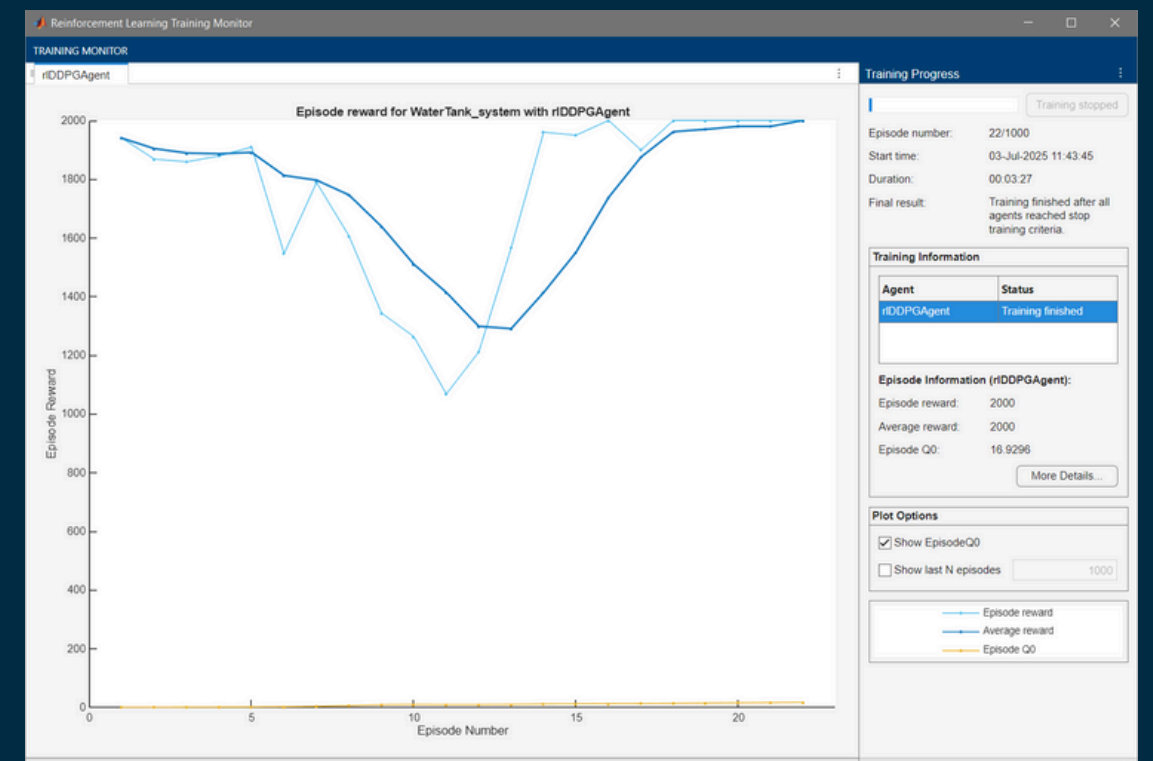 Reinforcement Learning Training Monitor
TRAINING MONITOR
rlDDPGAgent
Episode reward for WaterTank_system with rlDDPGAgent
2000
1800
1600
1400
1200
1000
800
600
400
200
0
Episode Reward
0 5 10 15 20
Episode Number
Training Progress
Training stopped
Episode number: 22/1000
Start time: 03-Jul-2025 11:43:45
Duration: 00:03:27
Final result: Training finished after all
agents reached stop
training criteria.
Training Information
Agent Status
rlDDPGAgent Training finished
Episode Information (rlDDPGAgent):
Episode reward: 2000
Average reward: 2000
Episode Q0: 16.9296
More Details...
Plot Options
Show EpisodeQ0
Show last N episodes 1000
Episode reward
Average reward
Episode Q0